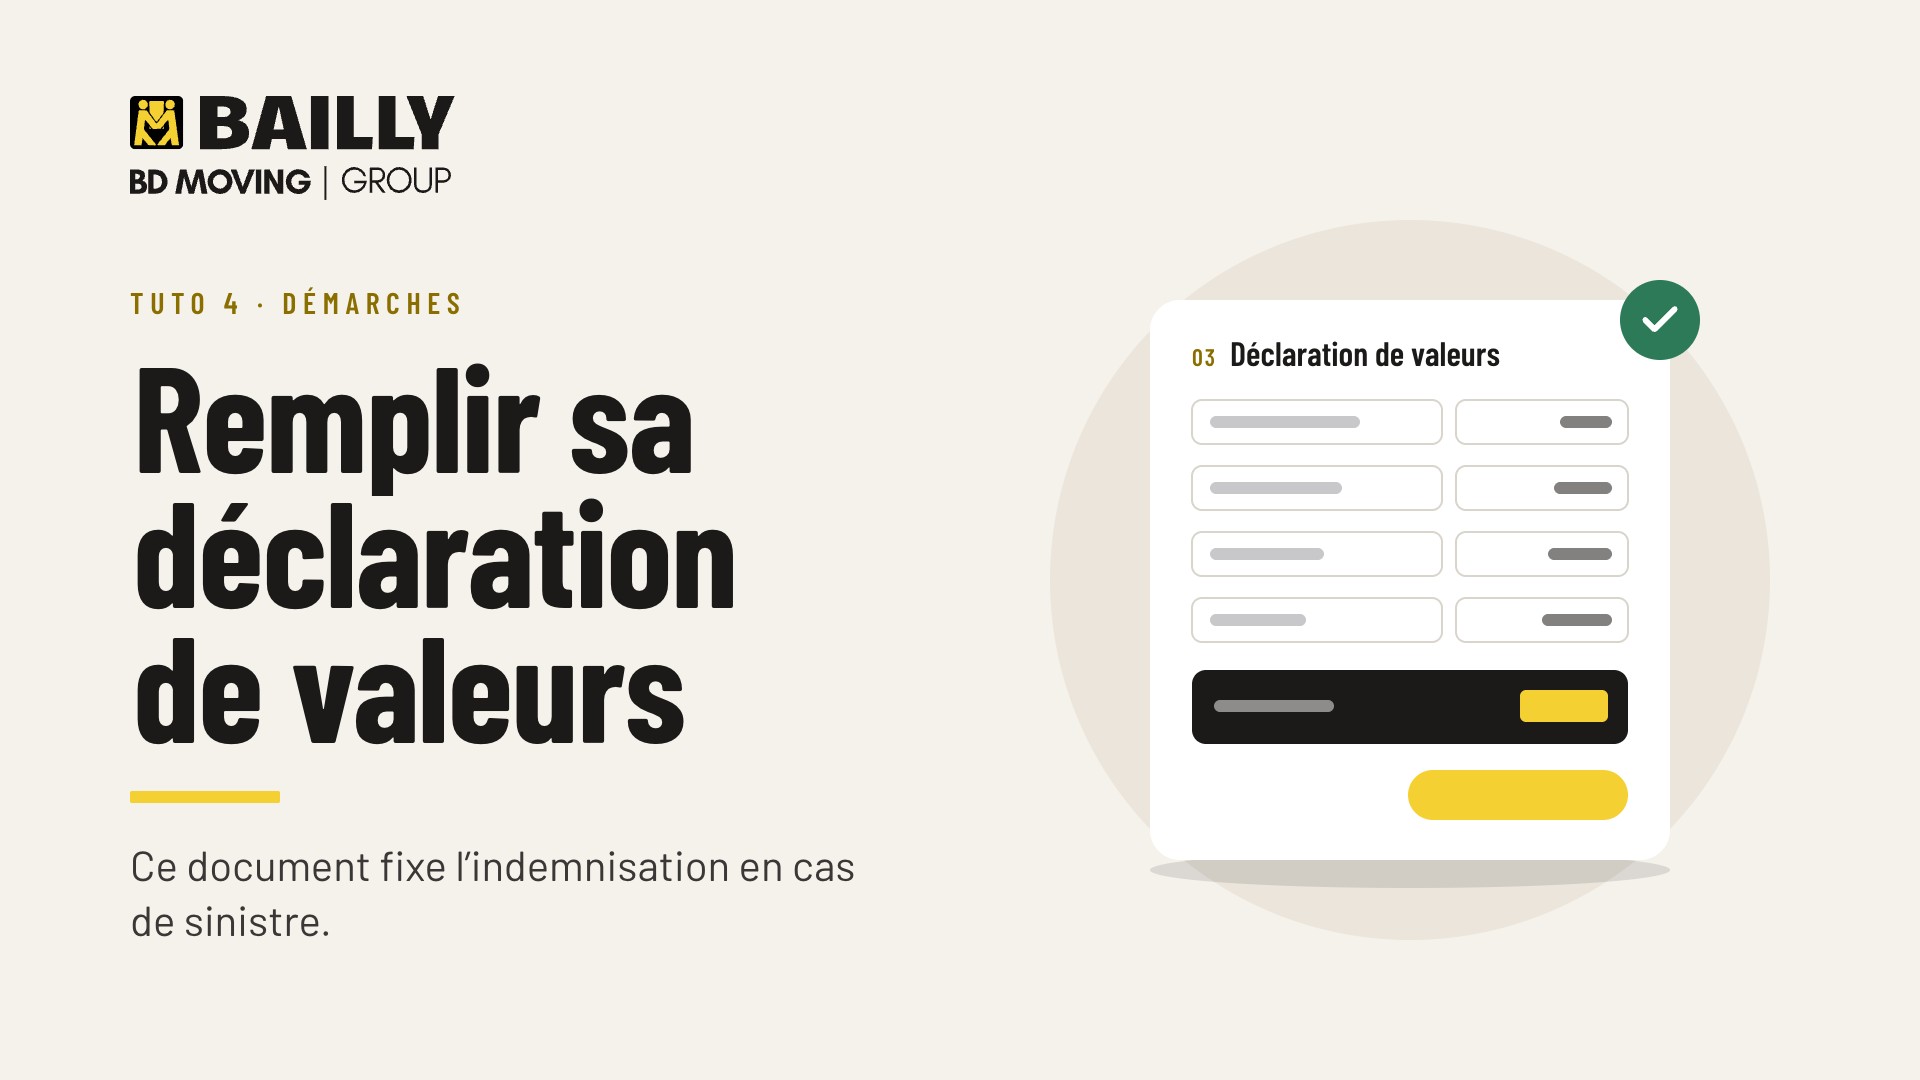 BAILLY
BD MOVING | GROUP
TUTO 4 · DÉMARCHES
Remplir sa
déclaration
de valeurs
Ce document fixe l’indemnisation en cas
de sinistre.
03 Déclaration de valeurs